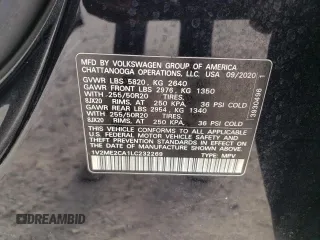 MFD BY VOLKSWAGEN GROUP OF AMERICA
CHATTANOOGA OPERATIONS, LLC. USA 09/2020
GVWR LBS 5820 , KG 2640
GAWR FRONT LBS 2976 , KG 1350
WITH 255/50R20 TIRES,
8JX20 RIMS, AT 250 KPA, 36 PSI COLD
GAWR REAR LBS 2954 , KG 1340
WITH 255/50R20 TIRES,
8JX20 RIMS, AT 250 KPA, 36 PSI COLD
THIS VEHICLE CONFORMS TO ALL APPLICABLE
U.S. FEDERAL MOTOR VEHICLE SAFETY AND
BUMPER STANDARDS IN EFFECT ON THE DATE OF
MANUFACTURE SHOWN ABOVE.
1V2ME2CA1LC232289 TYPE: MPV
3930496
DREAMBID